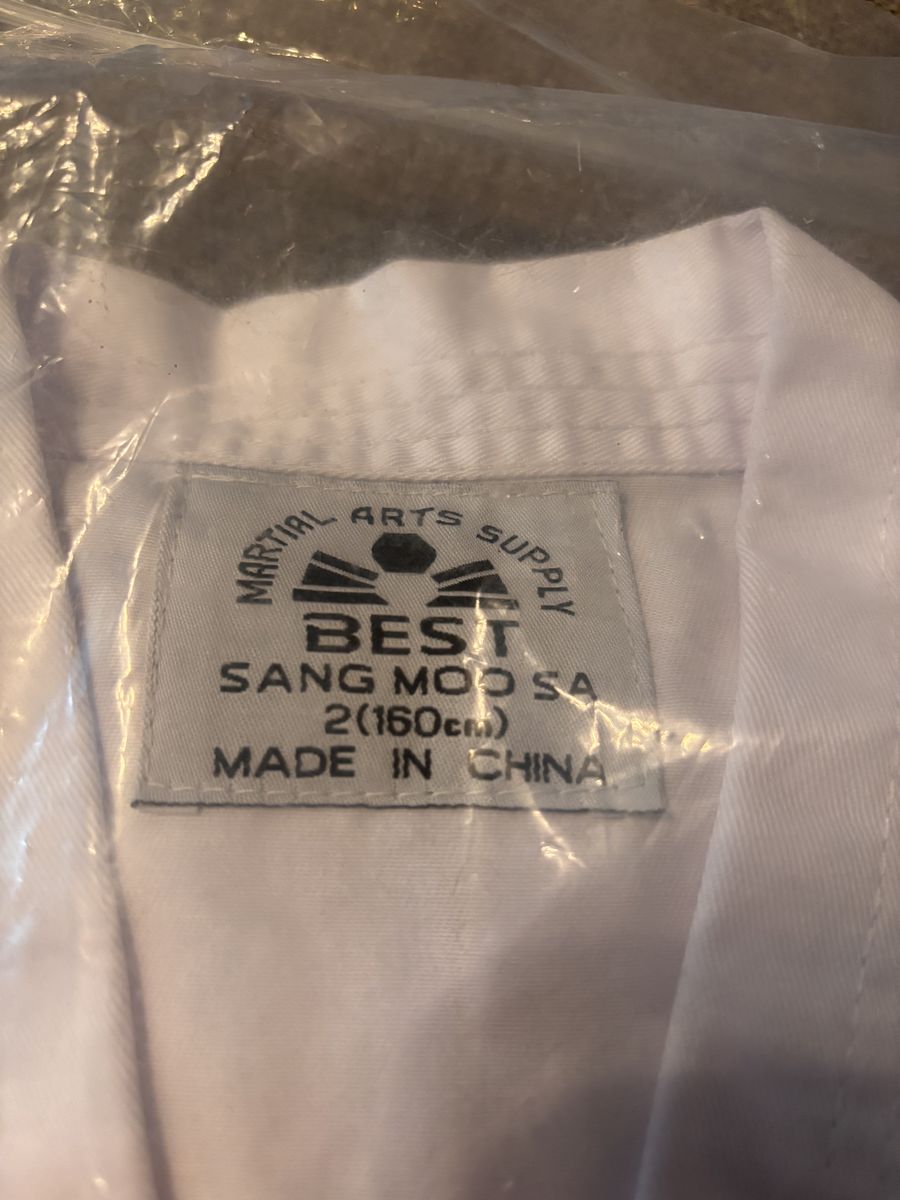 MARTIAL ARTS SUPPLY
BEST
SANG MOO SA
2(160cm)
MADE IN CHINA